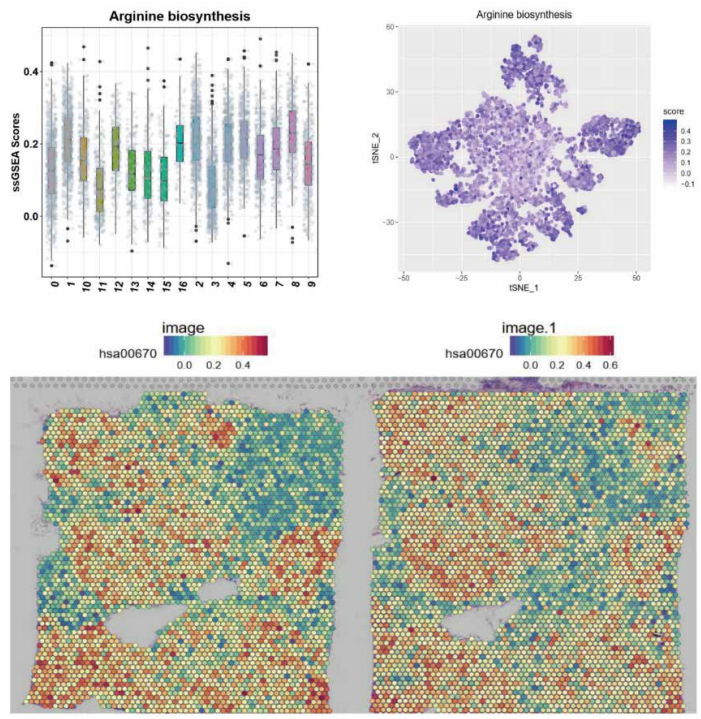 Arginine biosynthesis
ssGSEA Scores
0.4
0.2
0.0
0 1 10 11 12 13 14 15 16 2 3 4 5 6 7 8 9
Arginine biosynthesis
tSNE_2
60
30
0
−30
−50 −25 0 25 50
tSNE_1
score
0.4
0.3
0.2
0.1
0.0
−0.1
image
hsa00670
0.0 0.2 0.4
image.1
hsa00670
0.0 0.2 0.4 0.6